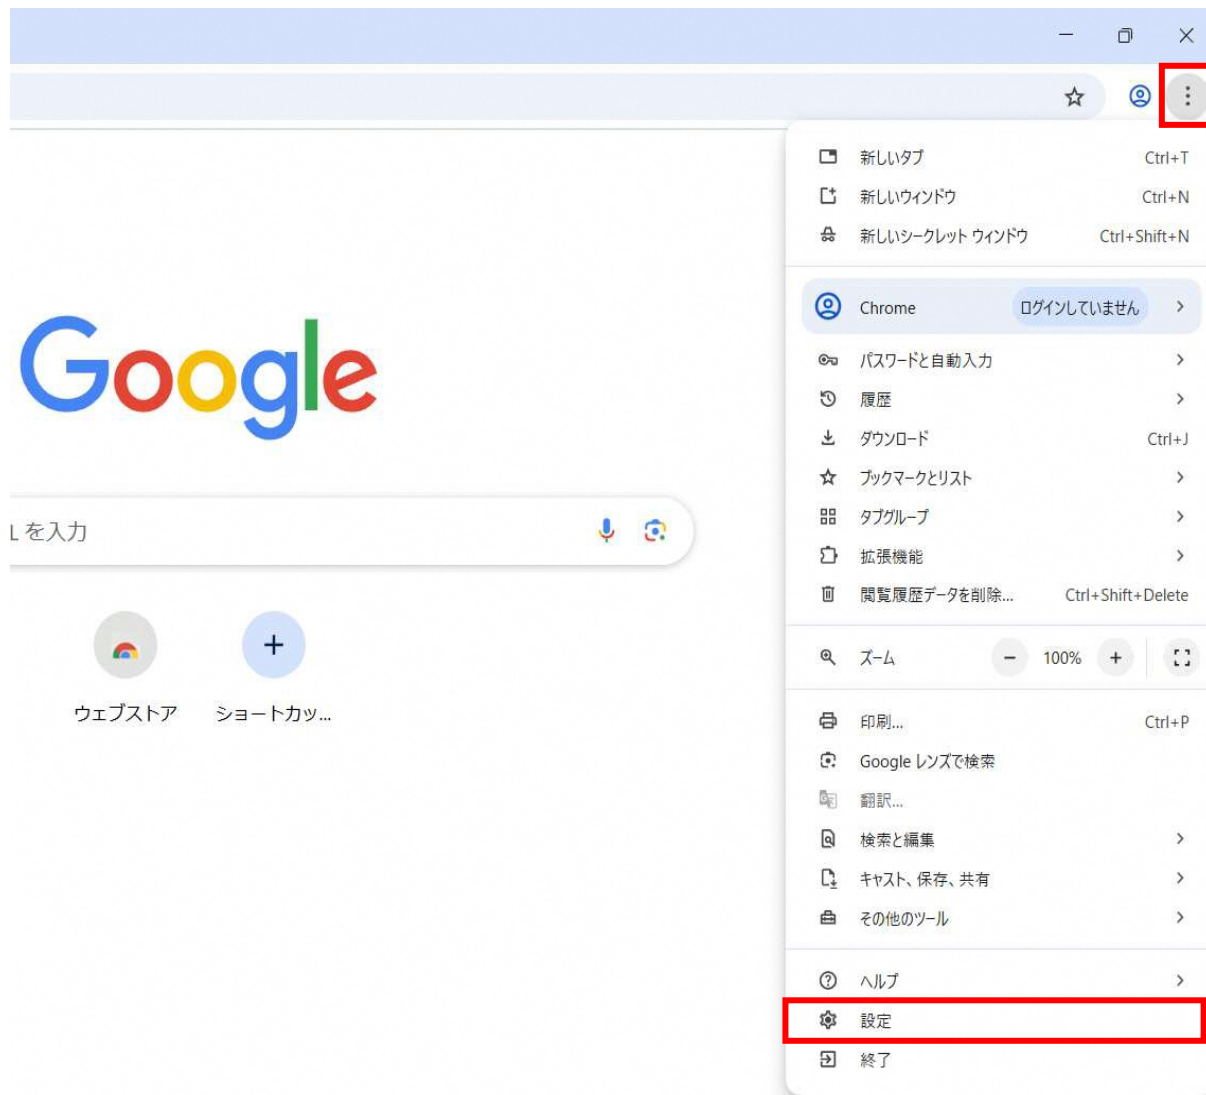 新しいタブ Ctrl+T
新しいウィンドウ Ctrl+N
新しいシークレット ウィンドウ Ctrl+Shift+N
Chrome ログインしていません
パスワードと自動入力
履歴
ダウンロード Ctrl+J
ブックマークとリスト
タブグループ
拡張機能
閲覧履歴データを削除... Ctrl+Shift+Delete
ズーム - 100% +
印刷... Ctrl+P
Google レンズで検索
翻訳...
検索と編集
キャスト、保存、共有
その他のツール
ヘルプ
設定
終了
Google
L を入力
ウェブストア
ショートカッ...